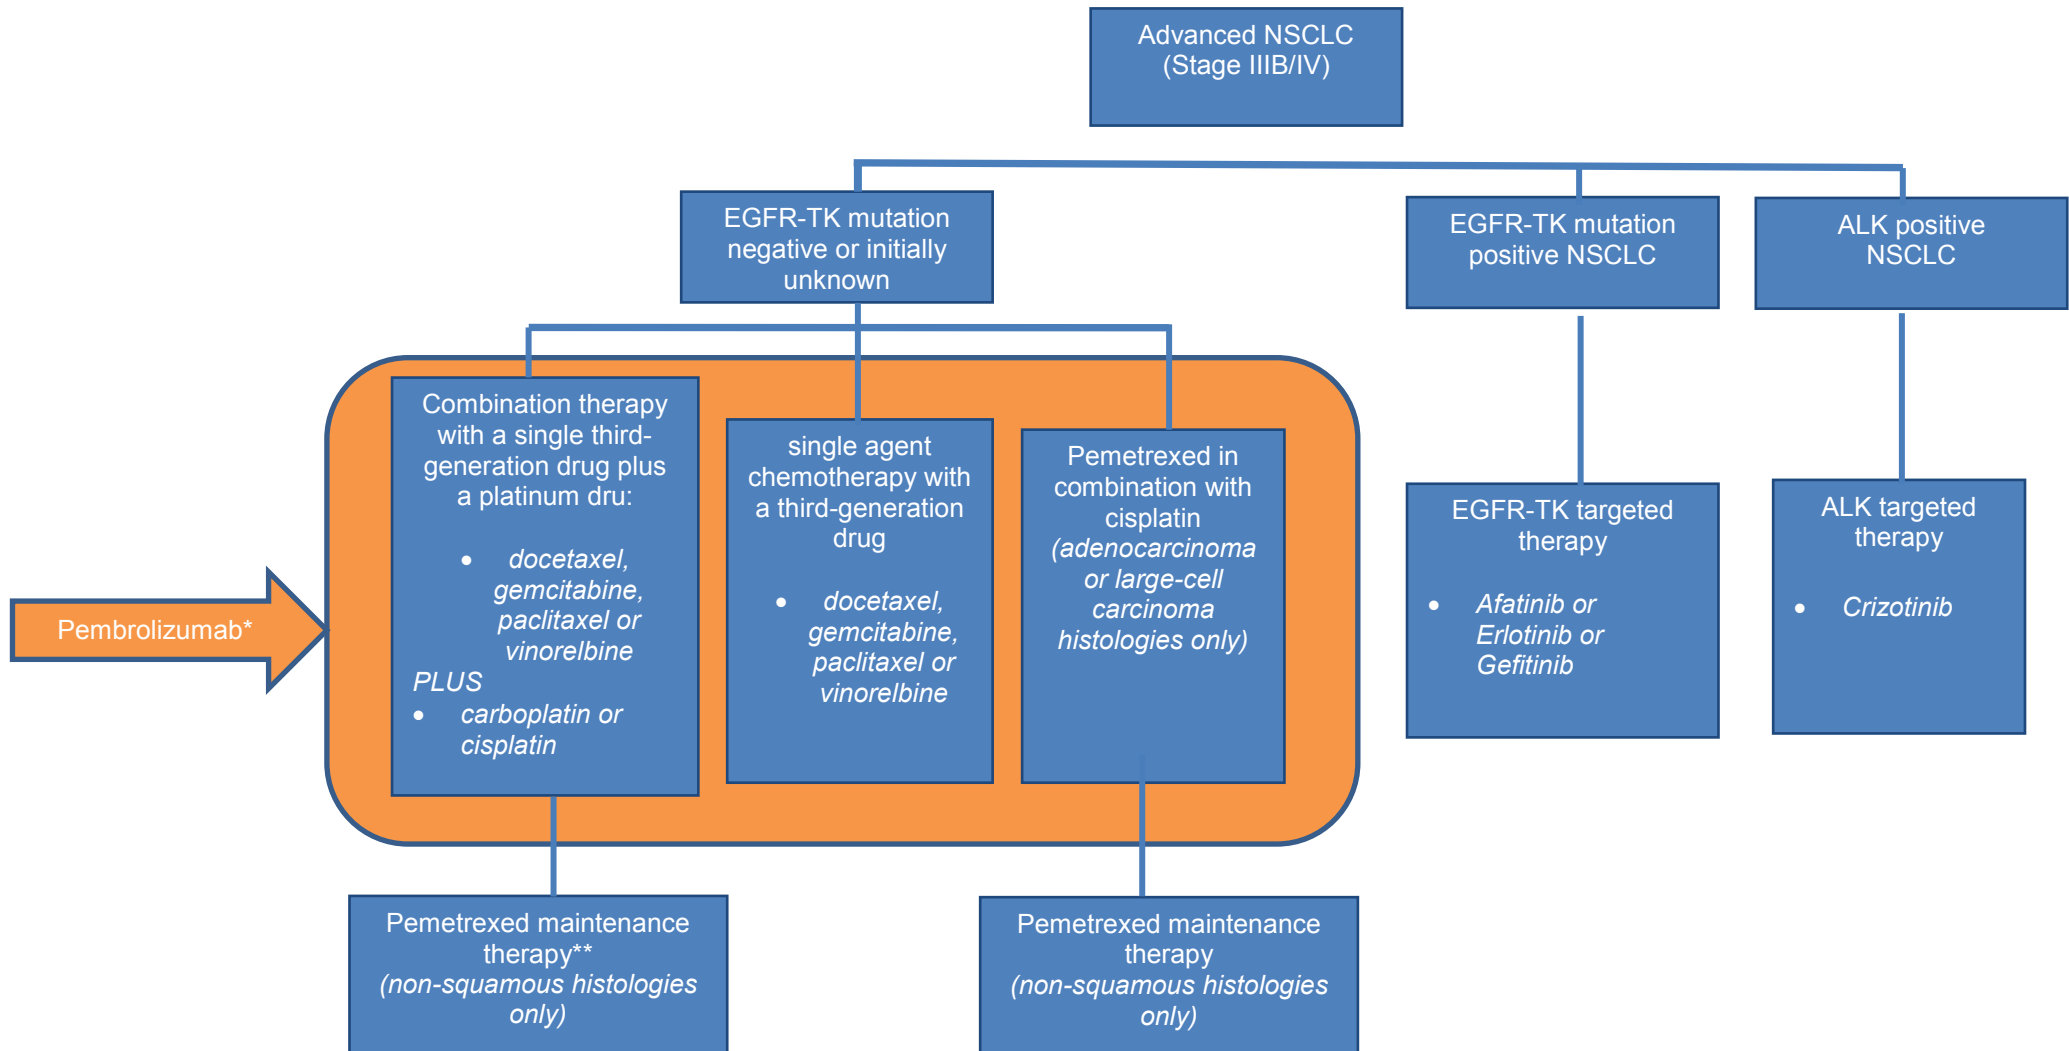 Advanced NSCLC
(Stage IIIB/IV)
EGFR-TK mutation
negative or initially
unknown
EGFR-TK mutation
positive NSCLC
ALK positive
NSCLC
Combination therapy
with a single third-
generation drug plus
a platinum dru:
• docetaxel,
gemcitabine,
paclitaxel or
vinorelbine
PLUS
• carboplatin or
cisplatin
single agent
chemotherapy with
a third-generation
drug
• docetaxel,
gemcitabine,
paclitaxel or
vinorelbine
Pemetrexed in
combination with
cisplatin
(adenocarcinoma
or large-cell
carcinoma
histologies only)
EGFR-TK targeted
therapy
• Afatinib or
Erlotinib or
Gefitinib
ALK targeted
therapy
• Crizotinib
Pembrolizumab*
Pemetrexed maintenance
therapy**
(non-squamous histologies
only)
Pemetrexed maintenance
therapy
(non-squamous histologies
only)